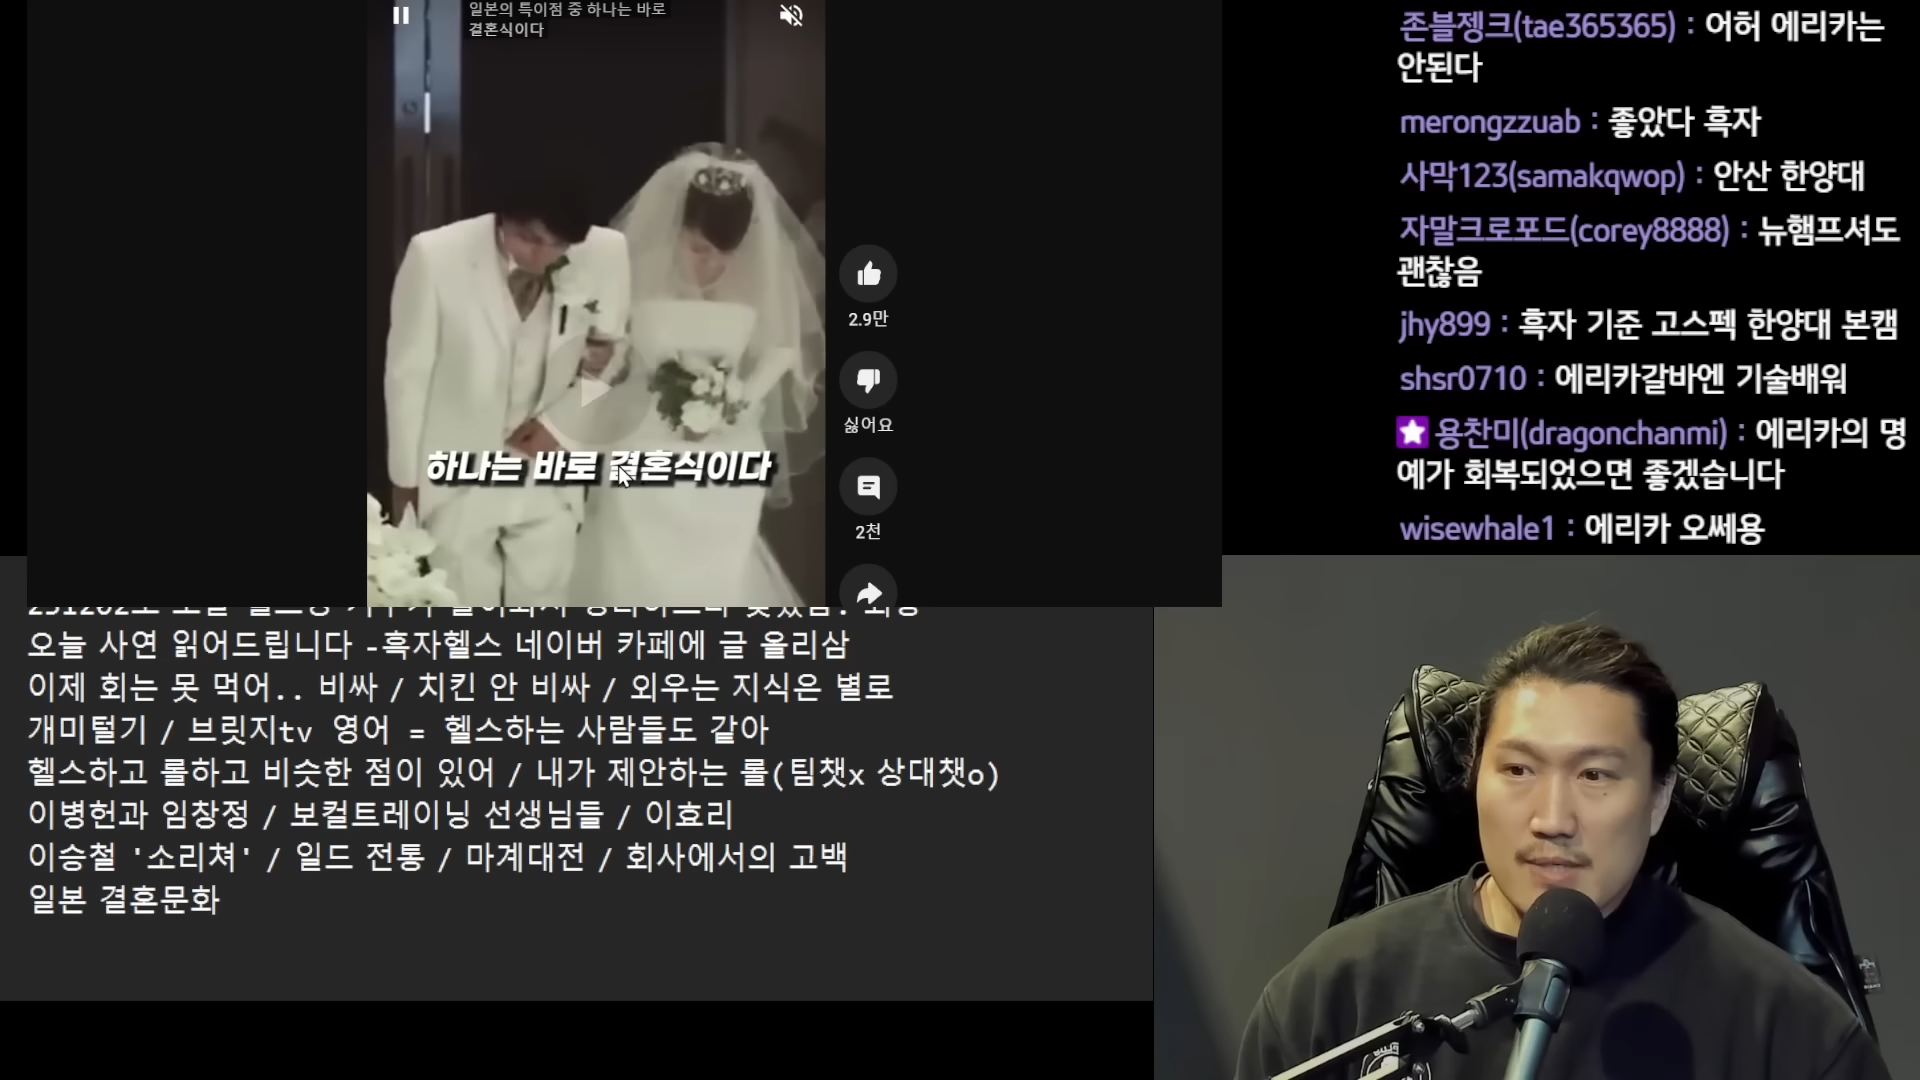 일본의 특이점 중 하나는 바로
결혼식이다
하나는 바로 결혼식이다
2.9만
싫어요
2천
존블젱크(tae365365) : 어허 에리카는
안된다
merongzzuab : 좋았다 흑자
사막123(samakqwop) : 안산 한양대
자말크로포드(corey8888) : 뉴햄프셔도
괜찮음
jhy899 : 흑자 기준 고스펙 한양대 본캠
shsr0710 : 에리카갈바엔 기술배워
용찬미(dragonchanmi) : 에리카의 명
예가 회복되었으면 좋겠습니다
wisewhale1 : 에리카 오쎄용
오늘 사연 읽어드립니다 -흑자헬스 네이버 카페에 글 올리삼
이제 회는 못 먹어.. 비싸 / 치킨 안 비싸 / 외우는 지식은 별로
개미털기 / 브릿지tv 영어 = 헬스하는 사람들도 같아
헬스하고 롤하고 비슷한 점이 있어 / 내가 제안하는 롤(팀챗x 상대챗o)
이병헌과 임창정 / 보컬트레이닝 선생님들 / 이효리
이승철 '소리쳐' / 일드 전통 / 마계대전 / 회사에서의 고백
일본 결혼문화